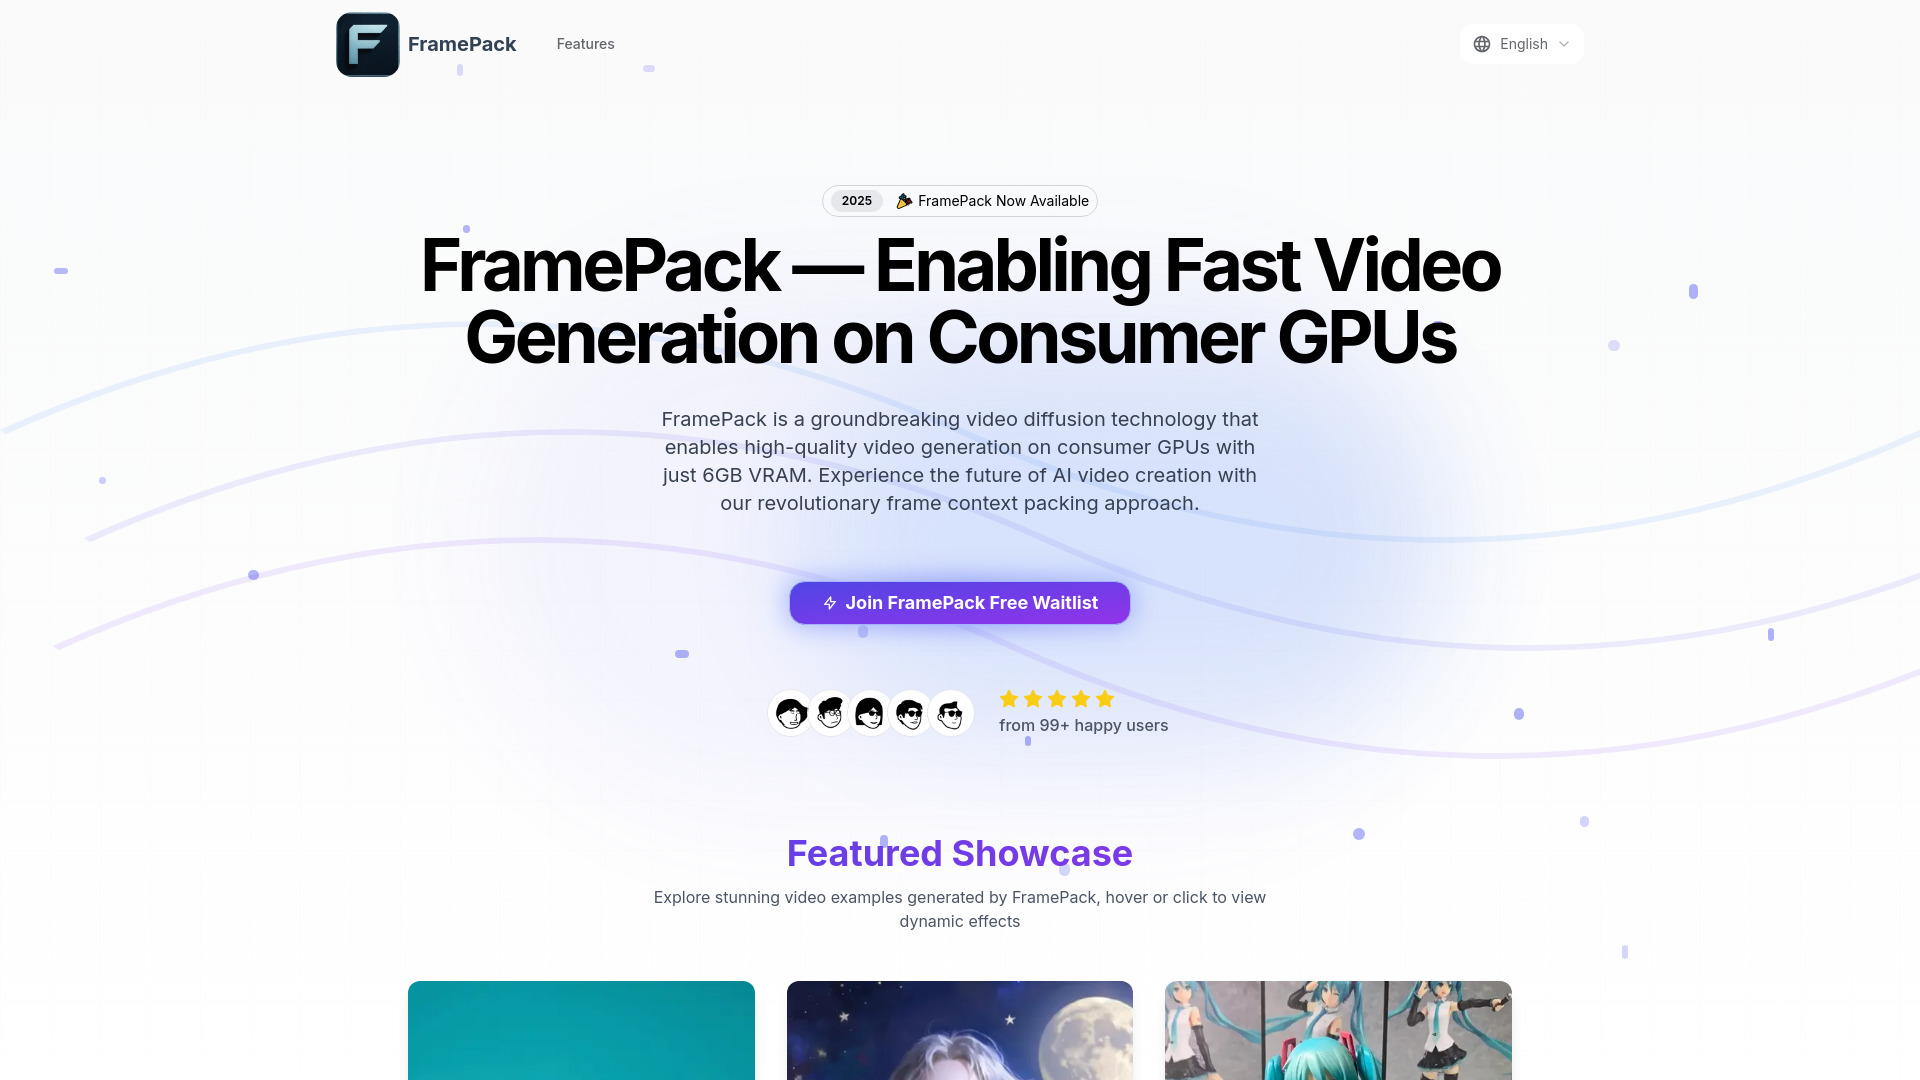 FramePack
Features
English
2025
FramePack Now Available
FramePack — Enabling Fast Video
Generation on Consumer GPUs
FramePack is a groundbreaking video diffusion technology that
enables high-quality video generation on consumer GPUs with
just 6GB VRAM. Experience the future of AI video creation with
our revolutionary frame context packing approach.
Join FramePack Free Waitlist
from 99+ happy users
Featured Showcase
Explore stunning video examples generated by FramePack, hover or click to view
dynamic effects